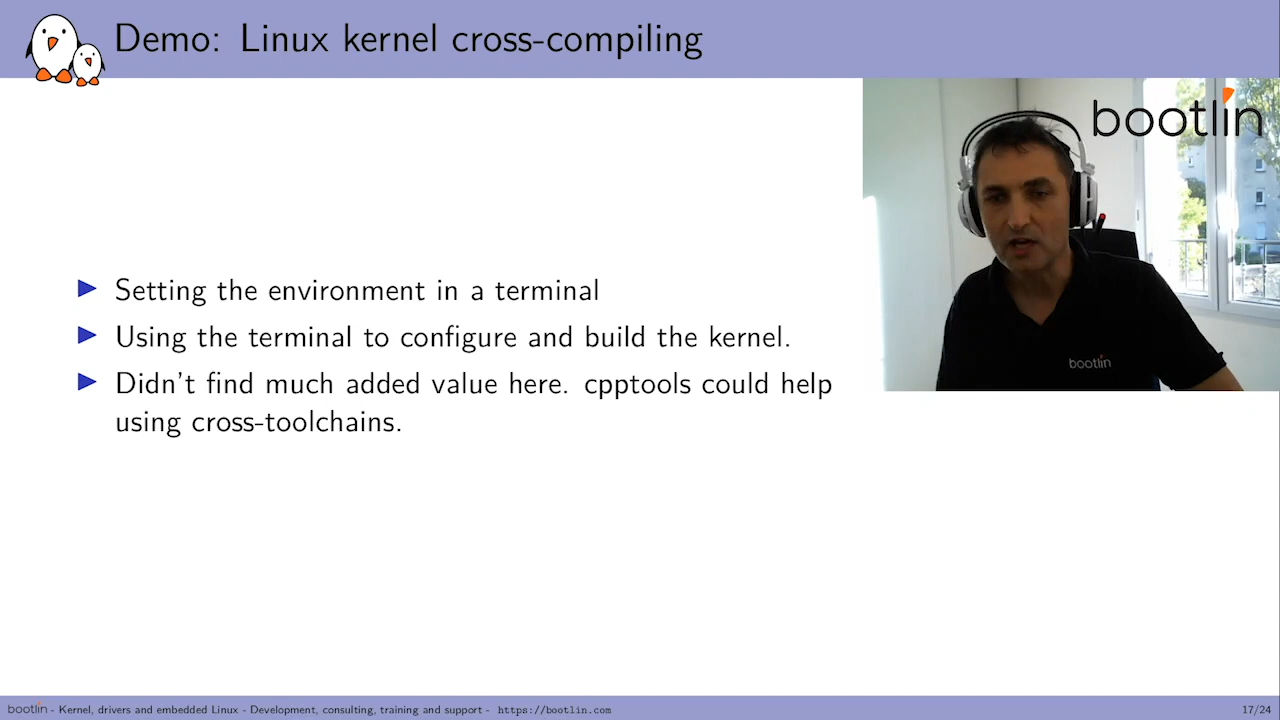 Demo: Linux kernel cross-compiling
bootlin
Setting the environment in a terminal
Using the terminal to configure and build the kernel.
Didn't find much added value here. cpptools could help
using cross-toolchains.
bootlin
bootlin - Kernel, drivers and embedded Linux - Development, consulting, training and support - https://bootlin.com
17/24